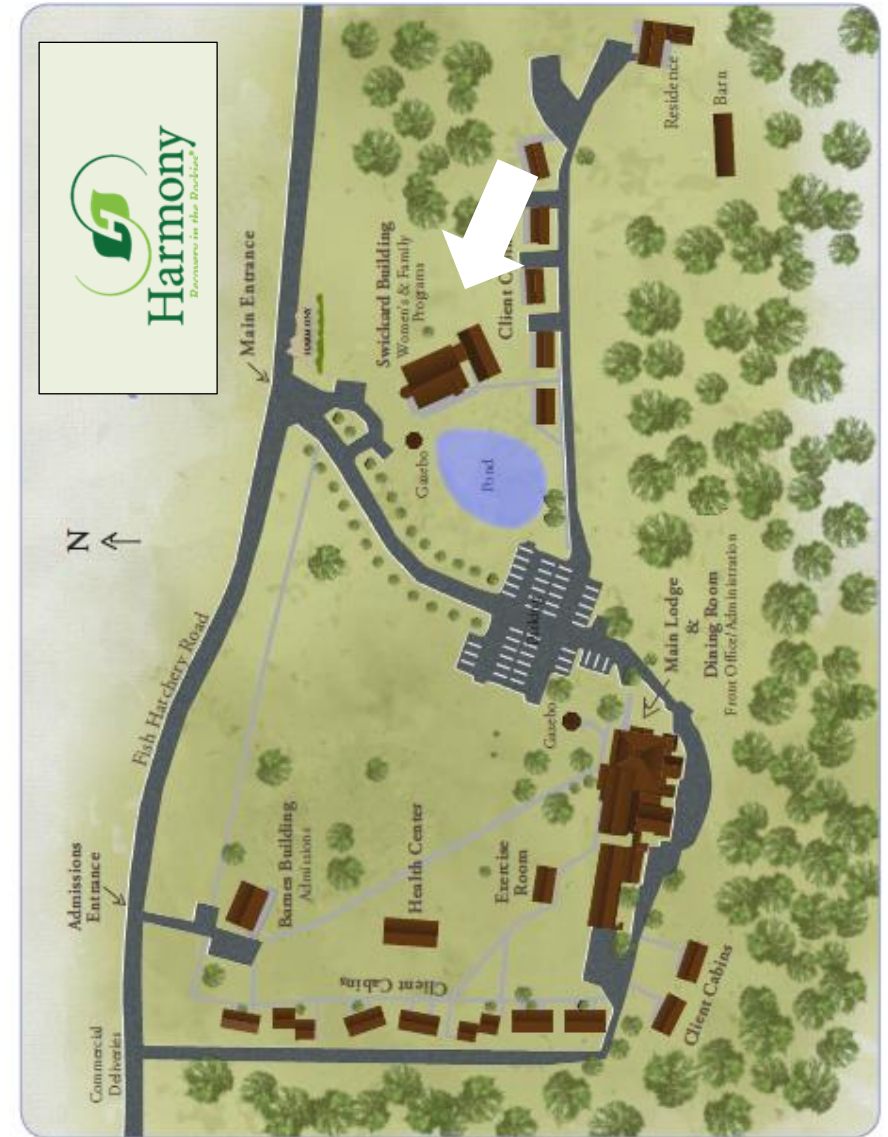 Harmony
Recovery in the Rockies®
Main Entrance
HARMONY
Swickard Building
Women's & Family
Programs
Residence
Barn
Gazebo
Pond
N
Fish Hatchery Road
Parking
Main Lodge
&
Dining Room
Front Office/Administration
Gazebo
Admissions
Entrance
Barnes Building
Admissions
Health Center
Exercise
Room
Client Cabins
Client Cabins
Commercial
Deliveries
Client